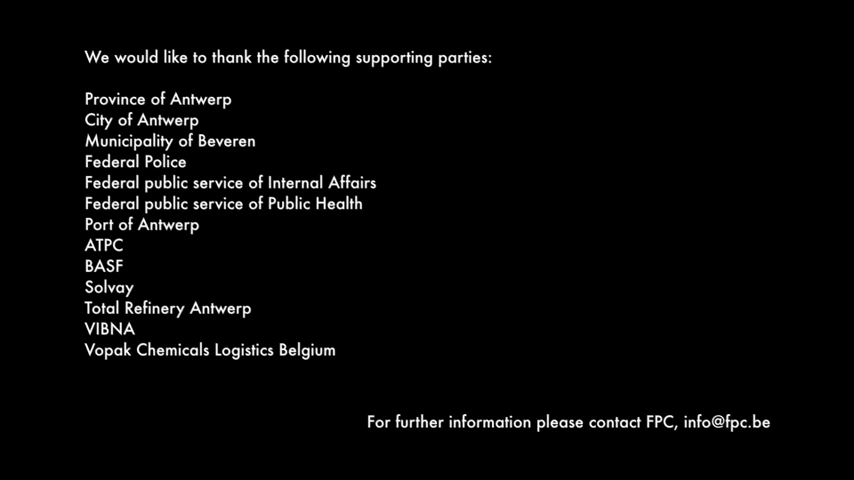 We would like to thank the following supporting parties:
Province of Antwerp
City of Antwerp
Municipality of Beveren
Federal Police
Federal public service of Internal Affairs
Federal public service of Public Health
Port of Antwerp
ATPC
BASF
Solvay
Total Refinery Antwerp
VIBNA
Vopak Chemicals Logistics Belgium
For further information please contact FPC, info@fpc.be